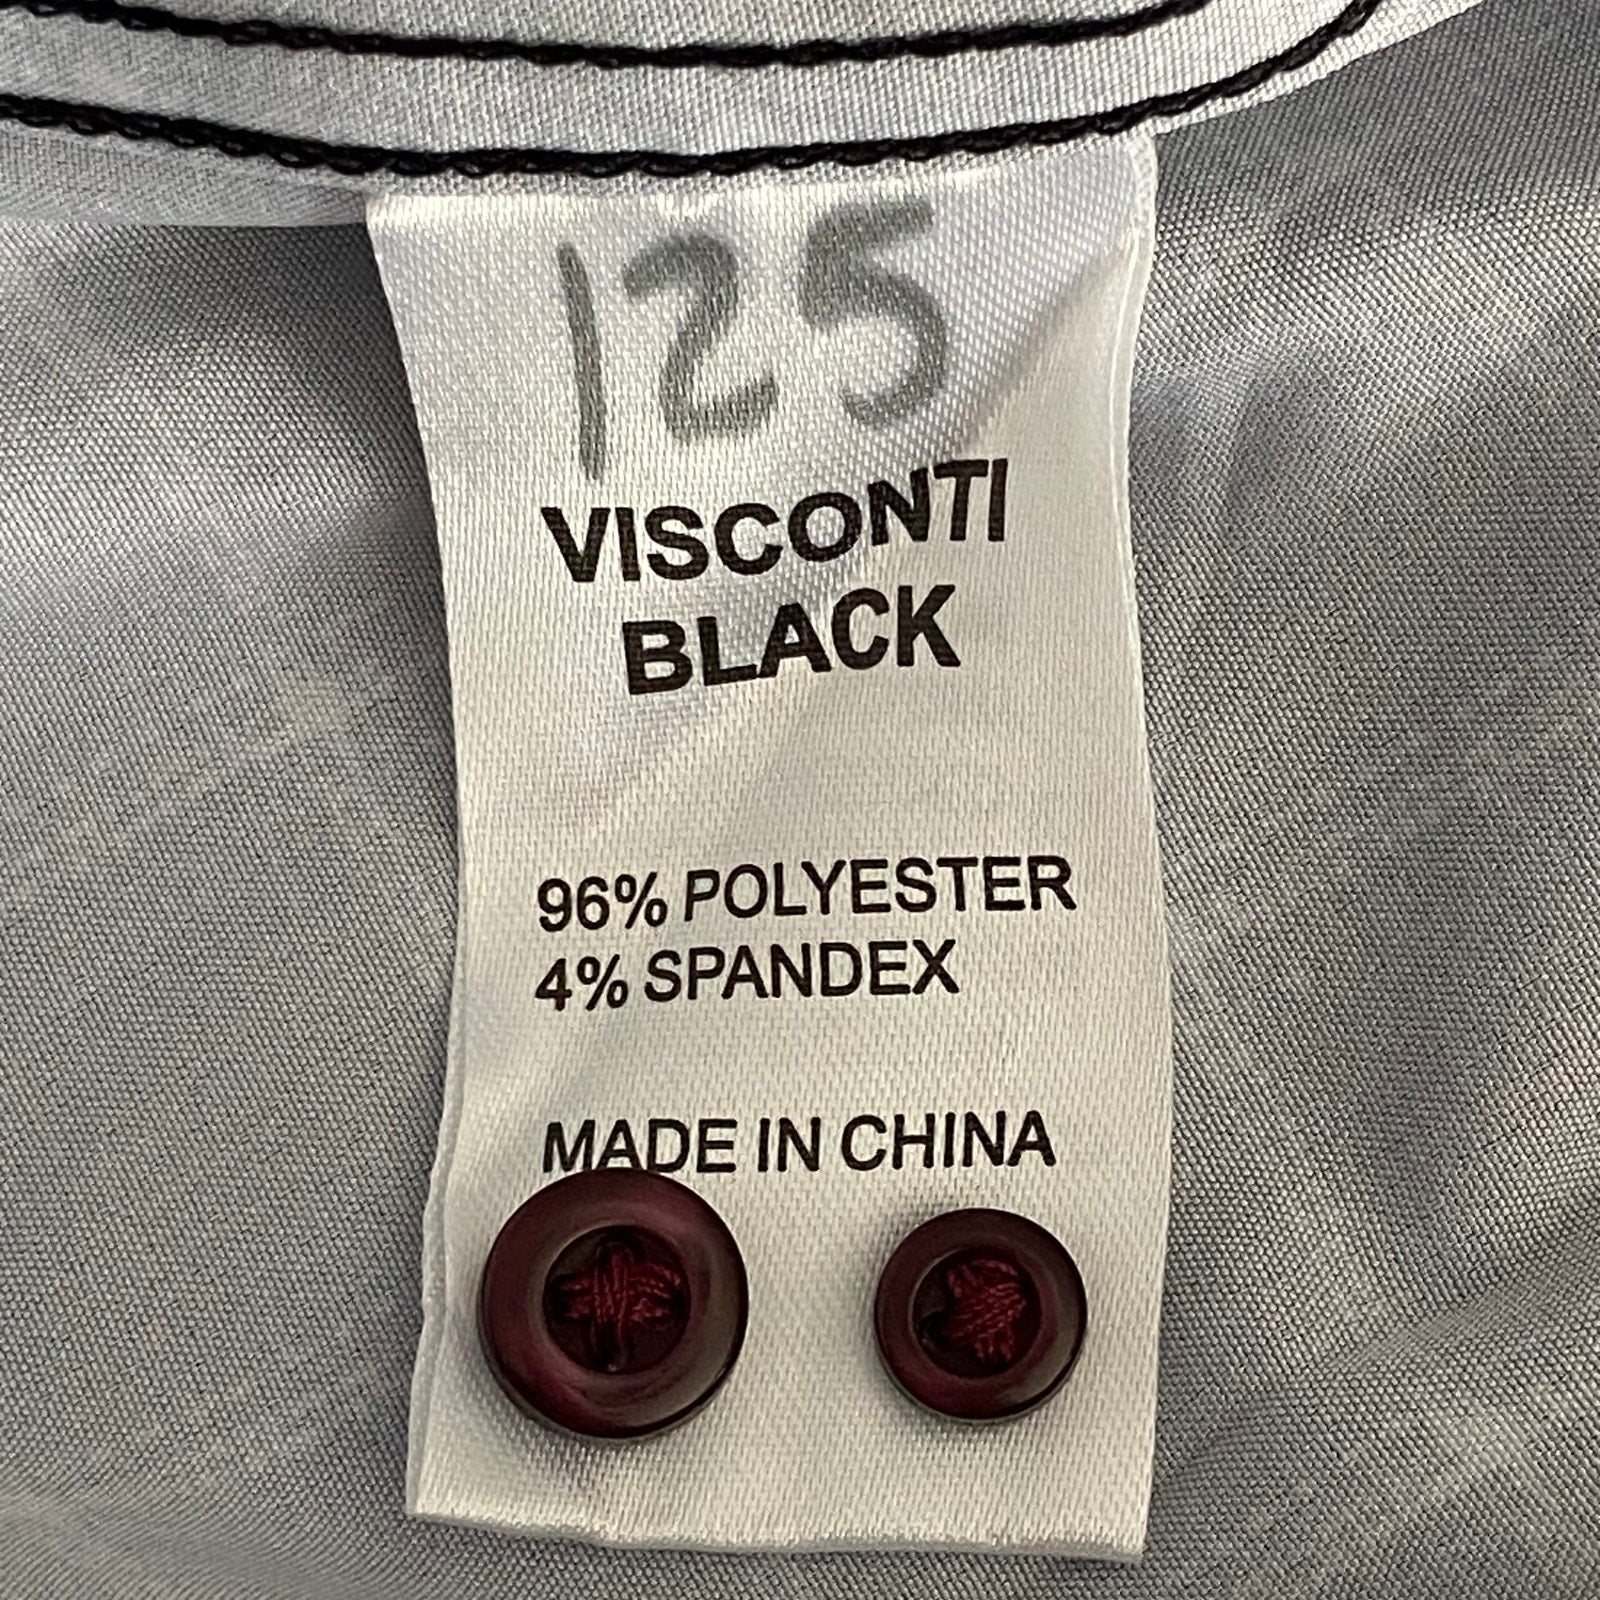 125
VISCONTI
BLACK
96% POLYESTER
4% SPANDEX
MADE IN CHINA